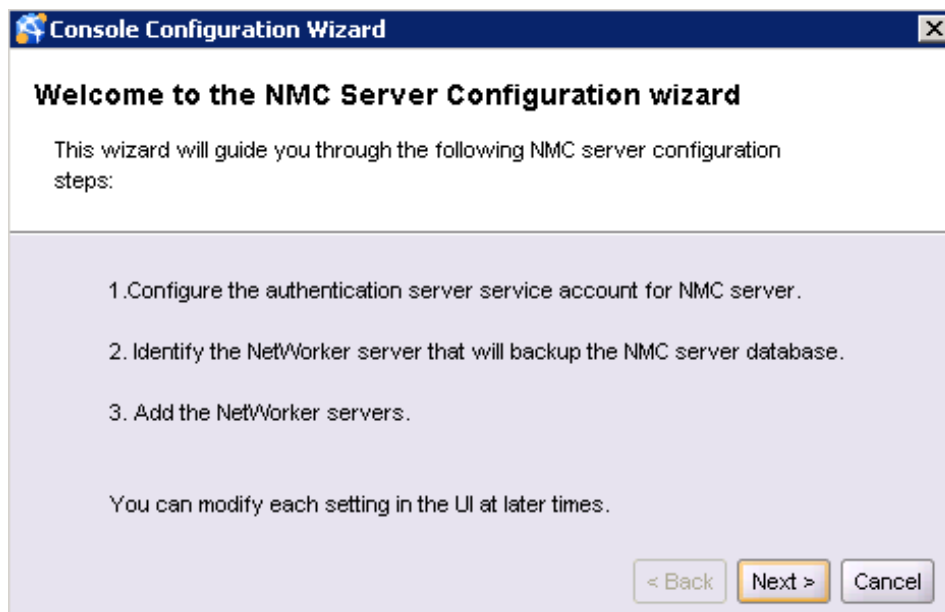 Console Configuration Wizard
Welcome to the NMC Server Configuration wizard
This wizard will guide you through the following NMC server configuration
steps:
1.Configure the authentication server service account for NMC server.
2. Identify the NetWorker server that will backup the NMC server database.
3. Add the NetWorker servers.
You can modify each setting in the UI at later times.
< Back Next > Cancel